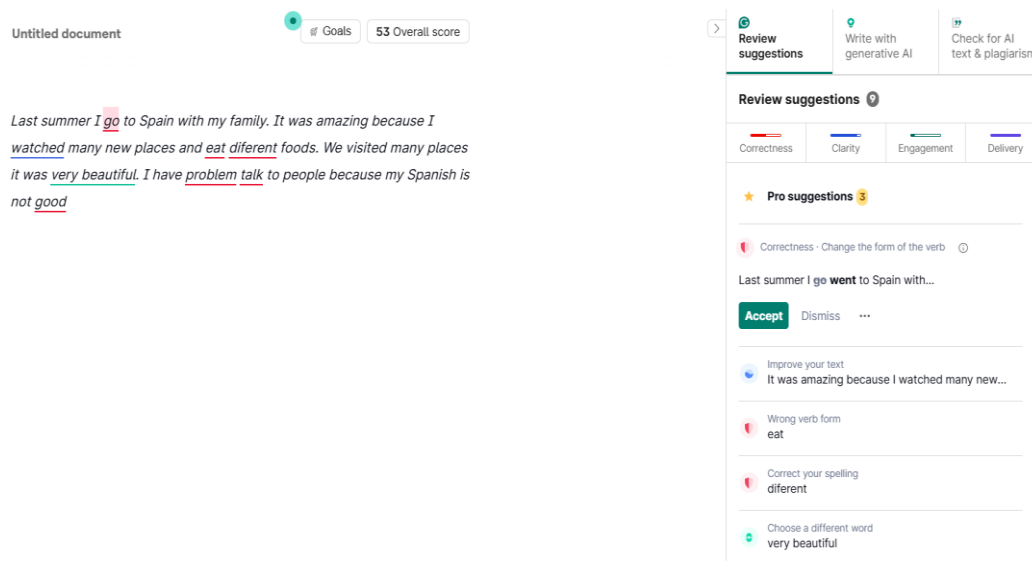 Untitled document
Goals
53 Overall score
Last summer I go to Spain with my family. It was amazing because I
watched many new places and eat diferent foods. We visited many places
it was very beautiful. I have problem talk to people because my Spanish is
not good
Review
suggestions
Write with
generative AI
Check for AI
text & plagiarism
Review suggestions 9
Correctness
Clarity
Engagement
Delivery
Pro suggestions 3
Correctness · Change the form of the verb
Last summer I go went to Spain with...
Accept
Dismiss
Improve your text
It was amazing because I watched many new...
Wrong verb form
eat
Correct your spelling
diferent
Choose a different word
very beautiful